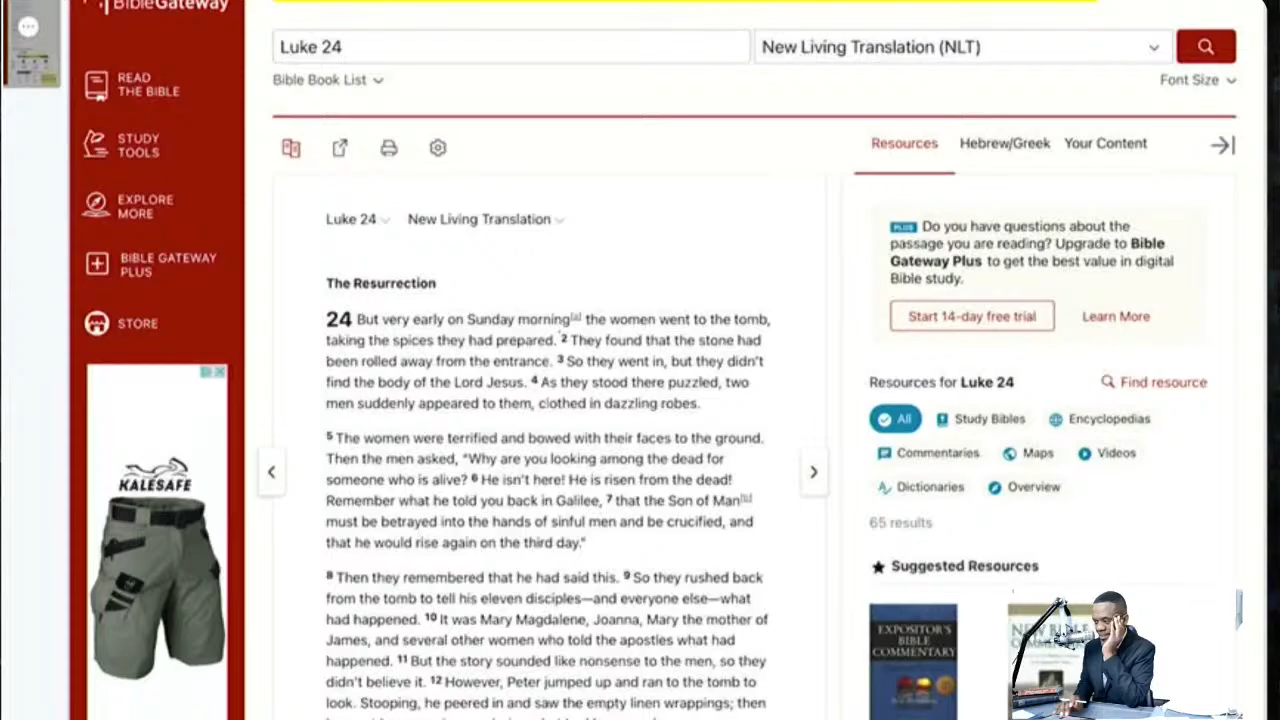 BibleGateway
Luke 24
New Living Translation (NLT)
Bible Book List
Font Size
READ
THE BIBLE
STUDY
TOOLS
EXPLORE
MORE
BIBLE GATEWAY
PLUS
STORE
KALESAFE
Resources
Hebrew/Greek
Your Content
Luke 24
New Living Translation
The Resurrection
24 But very early on Sunday morning[a] the women went to the tomb,
taking the spices they had prepared. 2 They found that the stone had
been rolled away from the entrance. 3 So they went in, but they didn't
find the body of the Lord Jesus. 4 As they stood there puzzled, two
men suddenly appeared to them, clothed in dazzling robes.
5 The women were terrified and bowed with their faces to the ground.
Then the men asked, "Why are you looking among the dead for
someone who is alive? 6 He isn't here! He is risen from the dead!
Remember what he told you back in Galilee, 7 that the Son of Man[b]
must be betrayed into the hands of sinful men and be crucified, and
that he would rise again on the third day."
8 Then they remembered that he had said this. 9 So they rushed back
from the tomb to tell his eleven disciples—and everyone else—what
had happened. 10 It was Mary Magdalene, Joanna, Mary the mother of
James, and several other women who told the apostles what had
happened. 11 But the story sounded like nonsense to the men, so they
didn't believe it. 12 However, Peter jumped up and ran to the tomb to
look. Stooping, he peered in and saw the empty linen wrappings; then
PLUS Do you have questions about the
passage you are reading? Upgrade to Bible
Gateway Plus to get the best value in digital
Bible study.
Start 14-day free trial
Learn More
Resources for Luke 24
Find resource
All
Study Bibles
Encyclopedias
Commentaries
Maps
Videos
Dictionaries
Overview
65 results
Suggested Resources
EXPOSITOR'S
BIBLE
COMMENTARY
NEW BIBLE